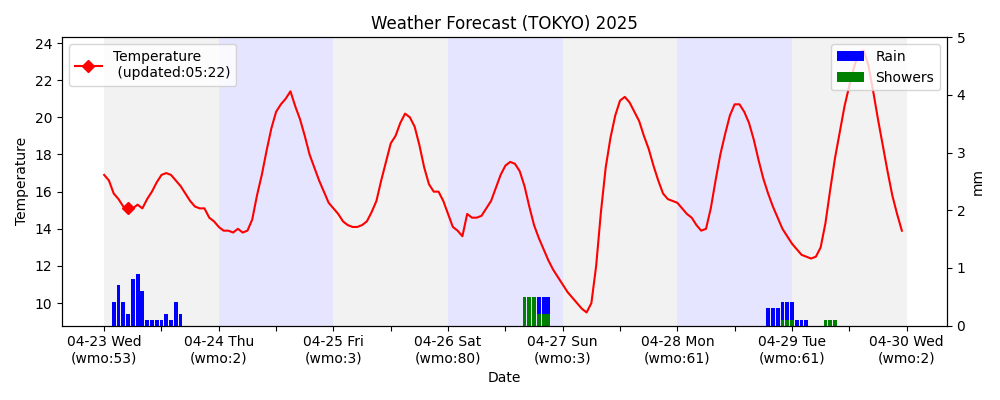 Weather Forecast (TOKYO) 2025
Temperature
(updated:05:22)
Rain
Showers
24
22
20
18
16
14
12
10
Temperature
5
4
3
2
1
0
mm
04-23 Wed
(wmo:53)
04-24 Thu
(wmo:2)
04-25 Fri
(wmo:3)
04-26 Sat
(wmo:80)
04-27 Sun
(wmo:3)
04-28 Mon
(wmo:61)
04-29 Tue
(wmo:61)
04-30 Wed
(wmo:2)
Date